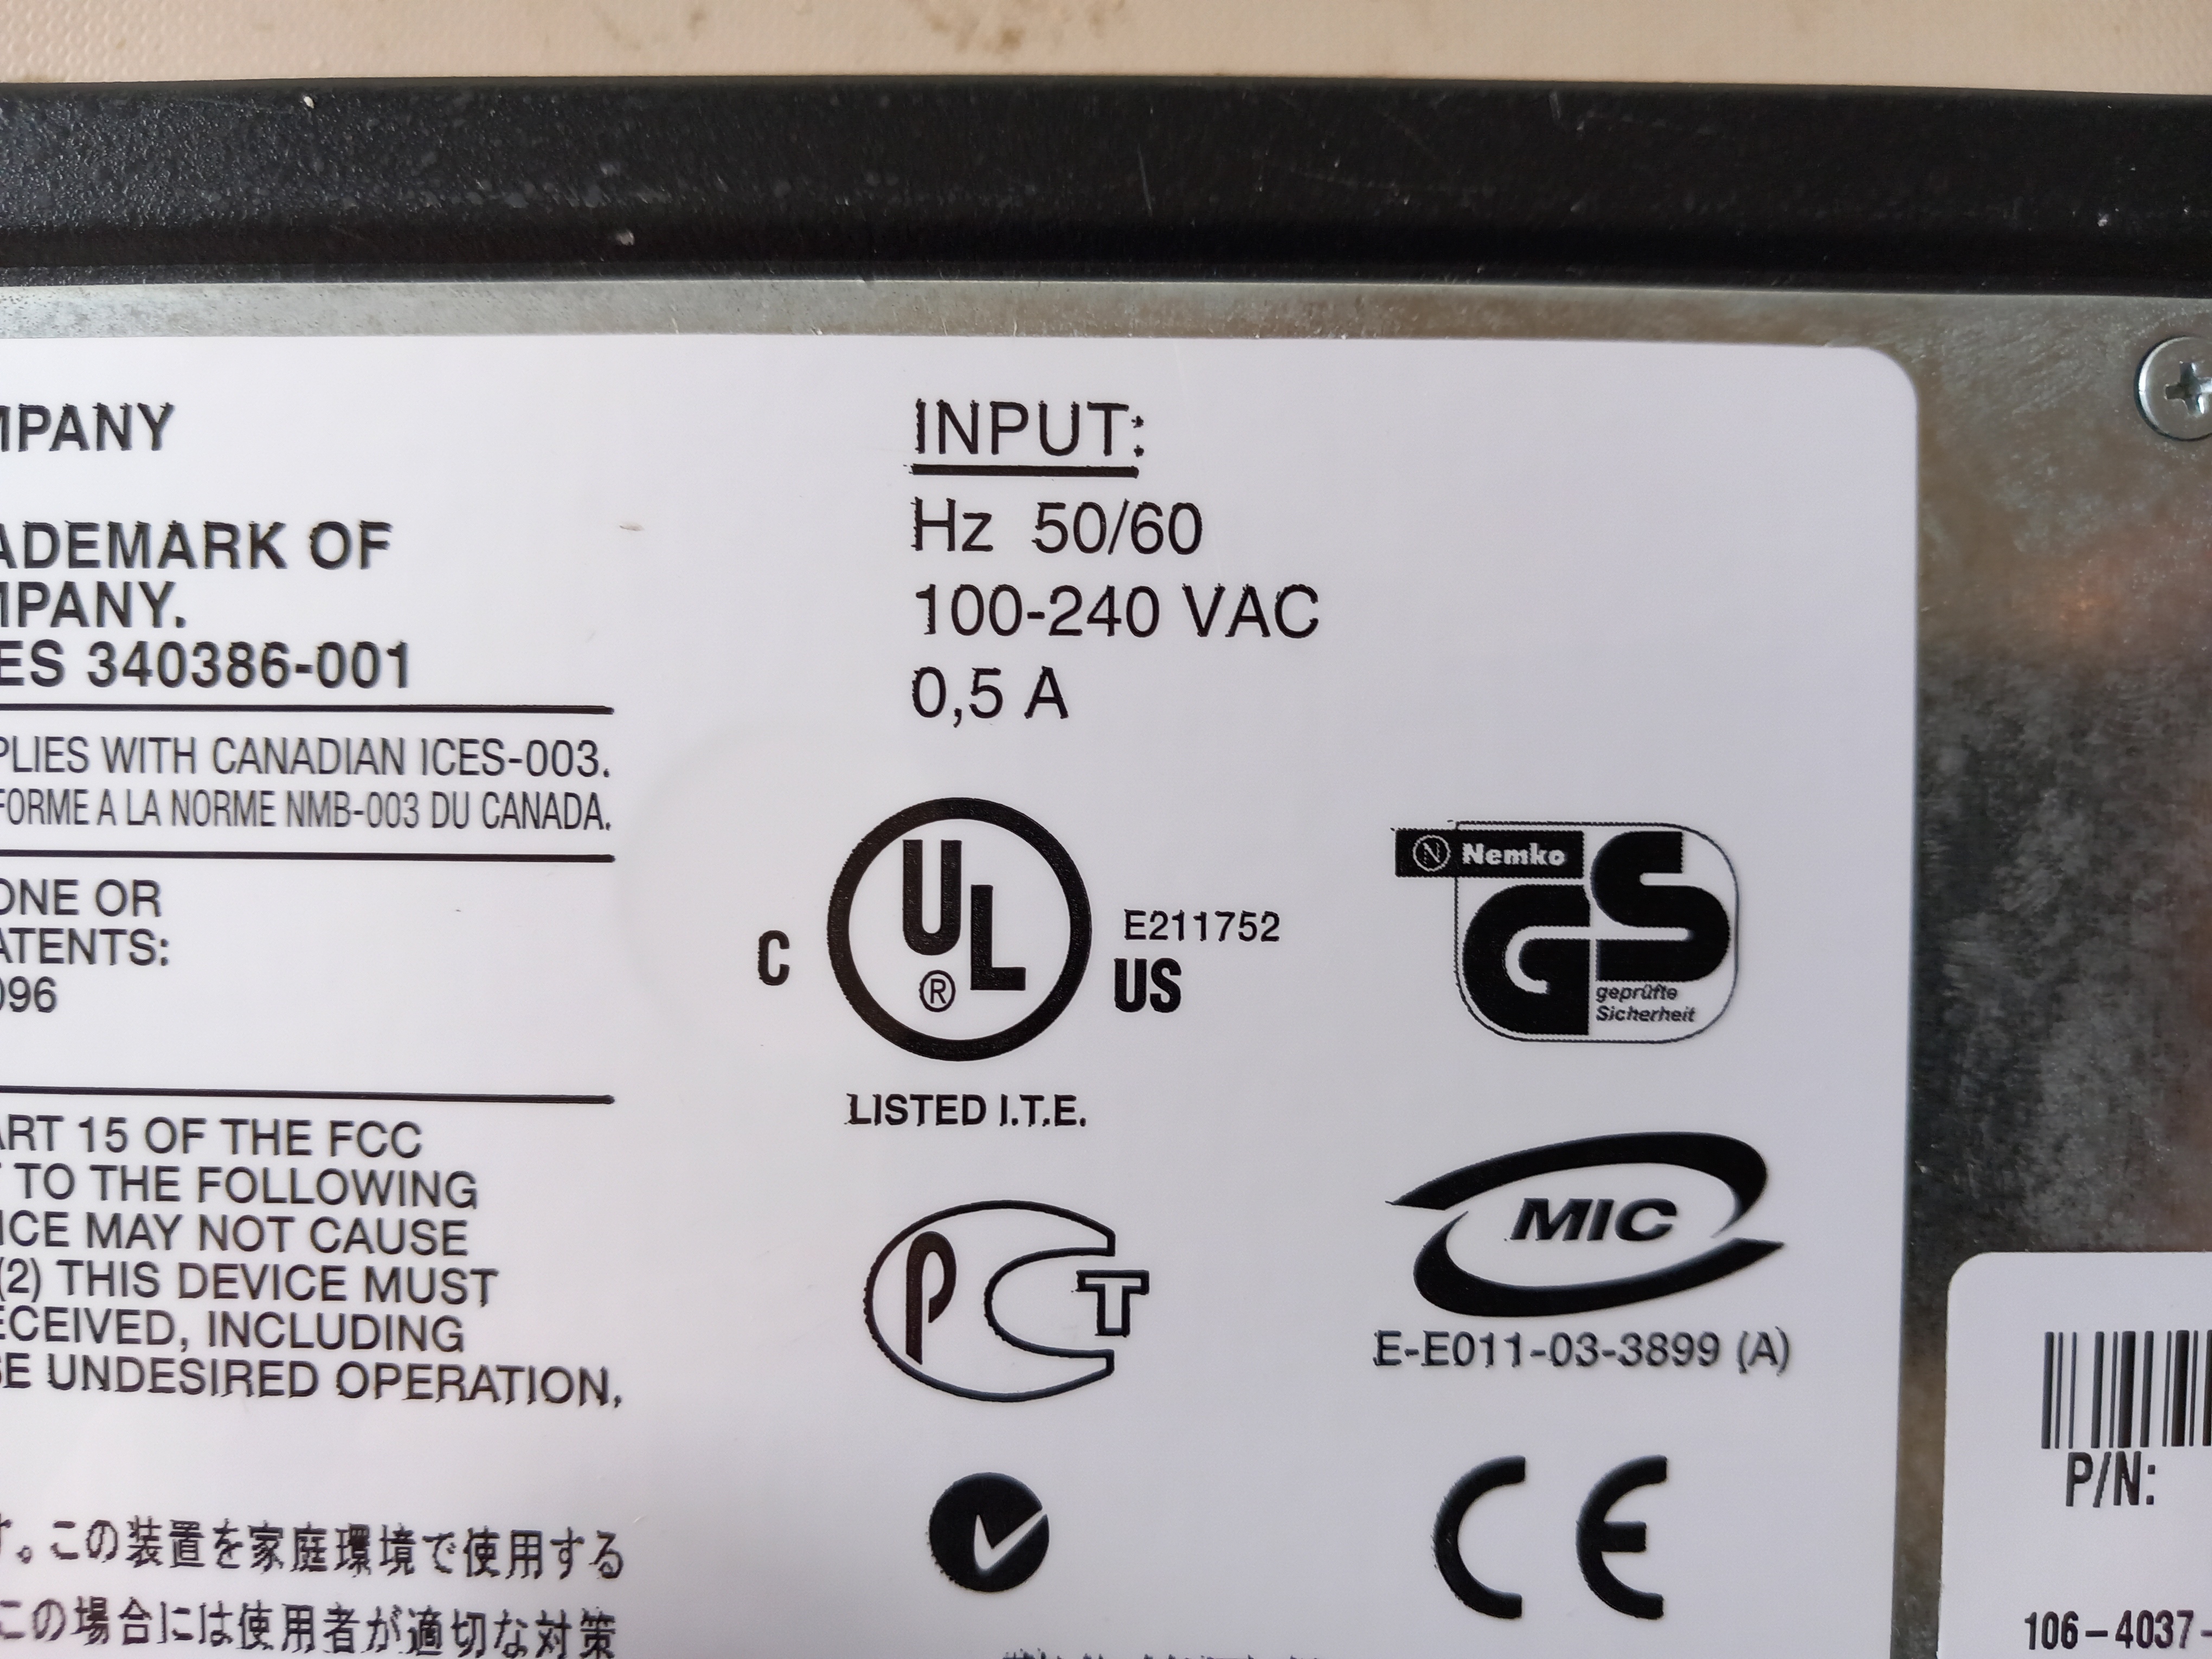 MPANY
ADEMARK OF
MPANY.
ES 340386-001
PLIES WITH CANADIAN ICES-003.
FORME A LA NORME NMB-003 DU CANADA.
ONE OR
ATENTS:
096
ART 15 OF THE FCC
TO THE FOLLOWING
ICE MAY NOT CAUSE
(2) THIS DEVICE MUST
ECEIVED, INCLUDING
SE UNDESIRED OPERATION.
す。この装置を家庭環境で使用する
この場合には使用者が適切な対策
INPUT:
Hz 50/60
100-240 VAC
0,5 A
C UL ® US
E211752
LISTED I.T.E.
N Nemko
GS
geprüfte
Sicherheit
PCT
MIC
E-E011-03-3899 (A)
CE
P/N:
106-4037-